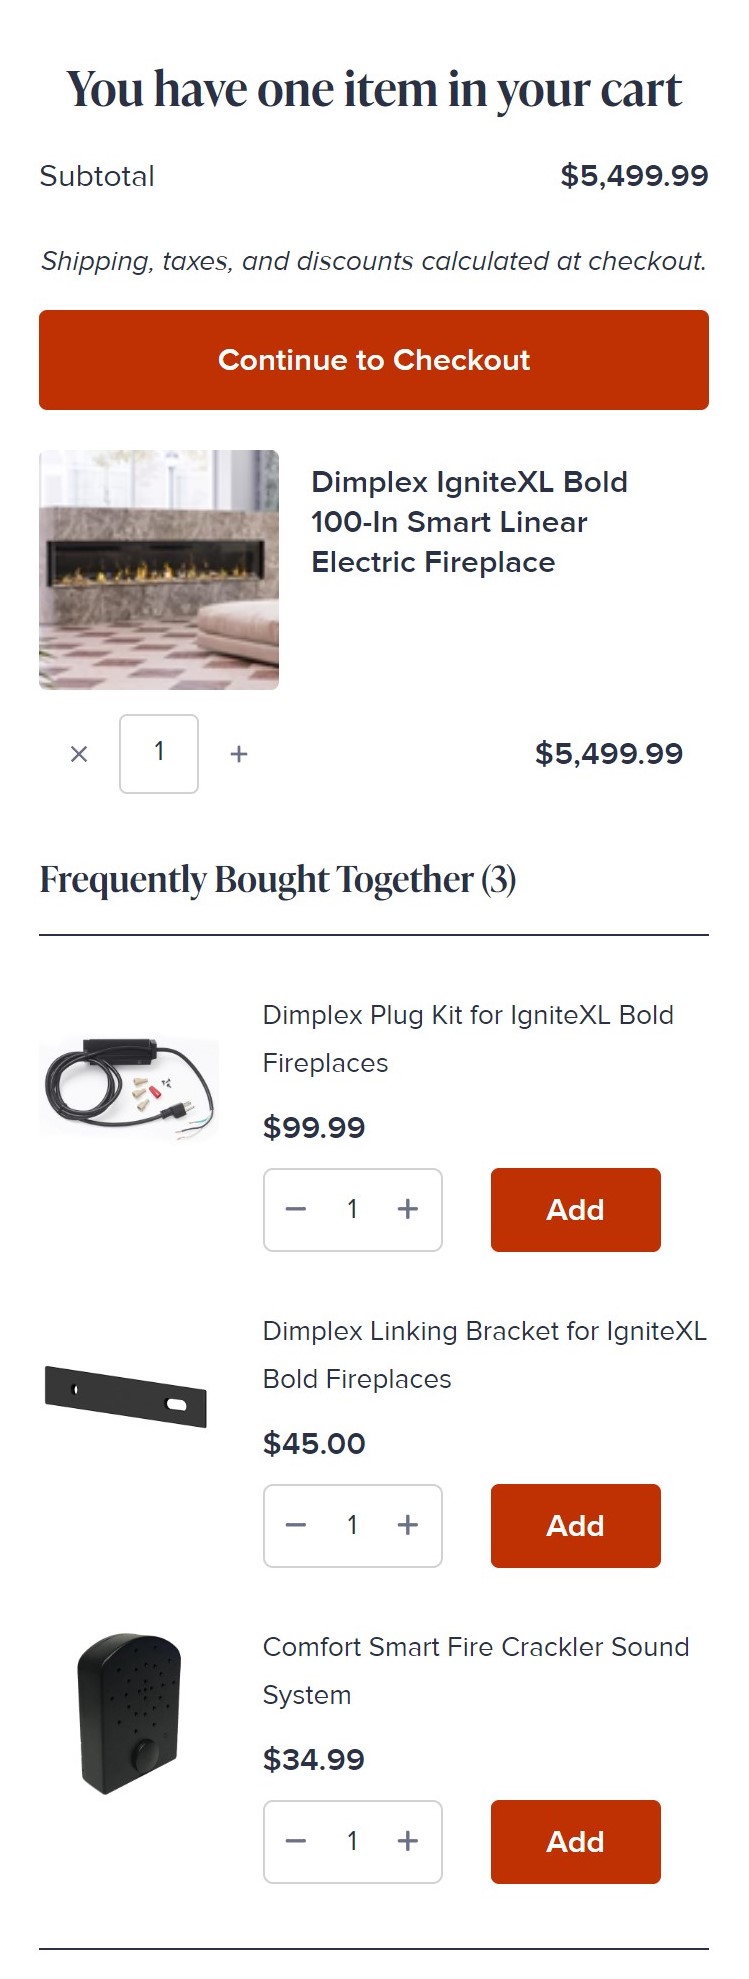 You have one item in your cart
Subtotal $5,499.99
Shipping, taxes, and discounts calculated at checkout.
Continue to Checkout
Dimplex IgniteXL Bold
100-In Smart Linear
Electric Fireplace
× 1 + $5,499.99
Frequently Bought Together (3)
Dimplex Plug Kit for IgniteXL Bold
Fireplaces
$99.99
− 1 + Add
Dimplex Linking Bracket for IgniteXL
Bold Fireplaces
$45.00
− 1 + Add
Comfort Smart Fire Crackler Sound
System
$34.99
− 1 + Add